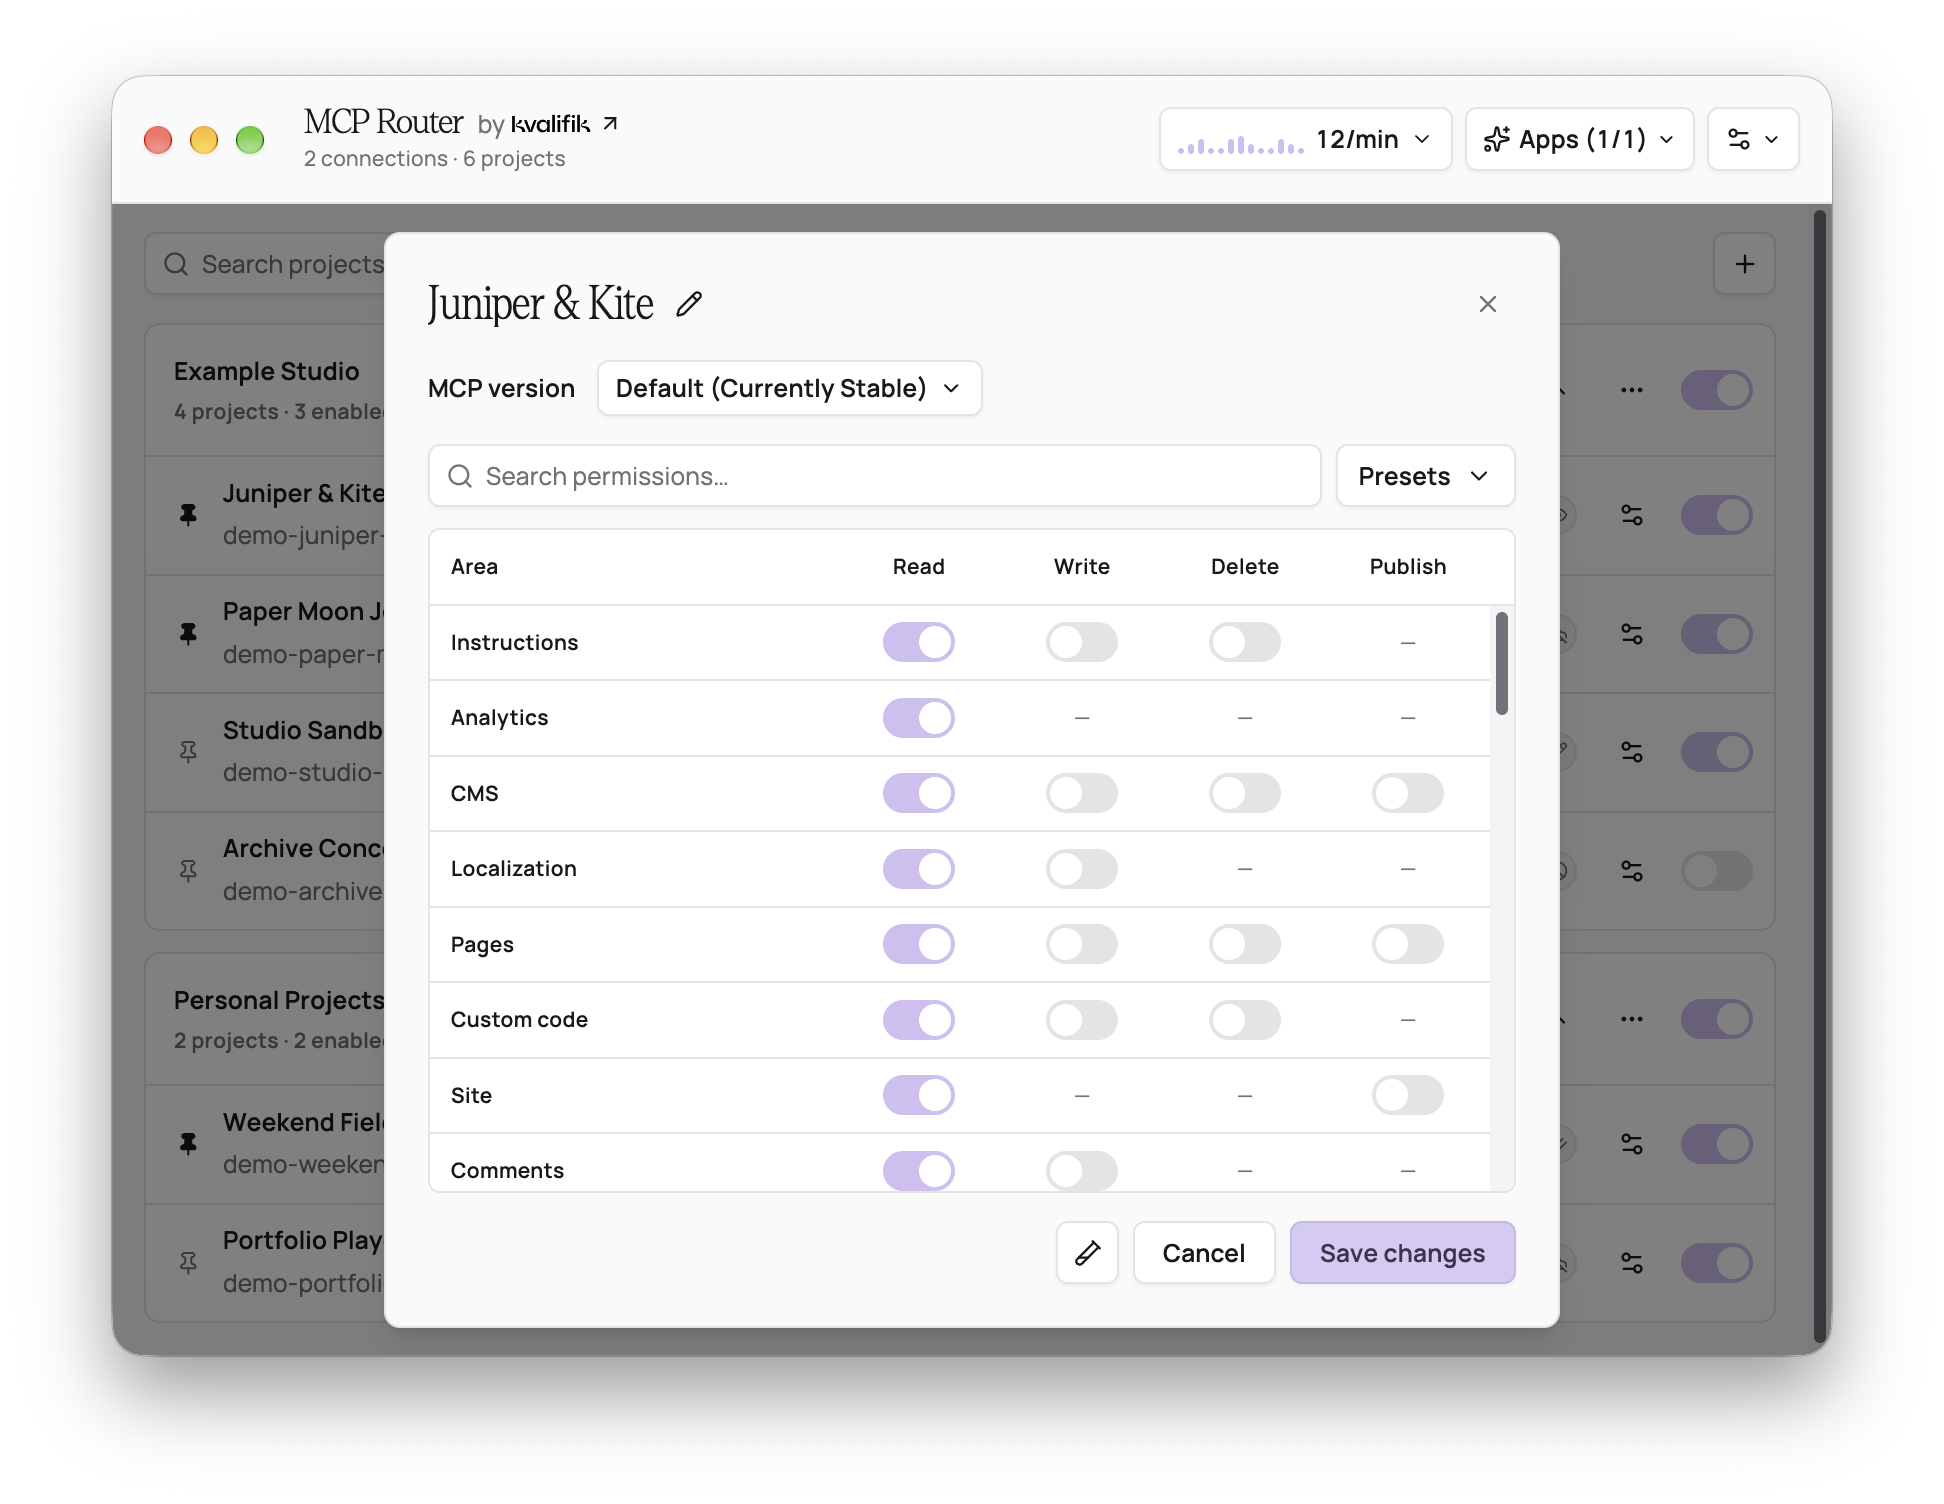 MCP Router by kvalifik
2 connections · 6 projects
12/min
Apps (1/1)
Search projects
Example Studio
4 projects · 3 enabled
Juniper & Kite
demo-juniper-
Paper Moon
demo-paper-
Studio Sandb
demo-studio-
Archive Conc
demo-archive
Personal Projects
2 projects · 2 enabled
Weekend Fiel
demo-weeken
Portfolio Play
demo-portfoli
Juniper & Kite
MCP version
Default (Currently Stable)
Search permissions...
Presets
Area Read Write Delete Publish
Instructions –
Analytics – – –
CMS
Localization – –
Pages
Custom code –
Site – –
Comments – –
Cancel
Save changes